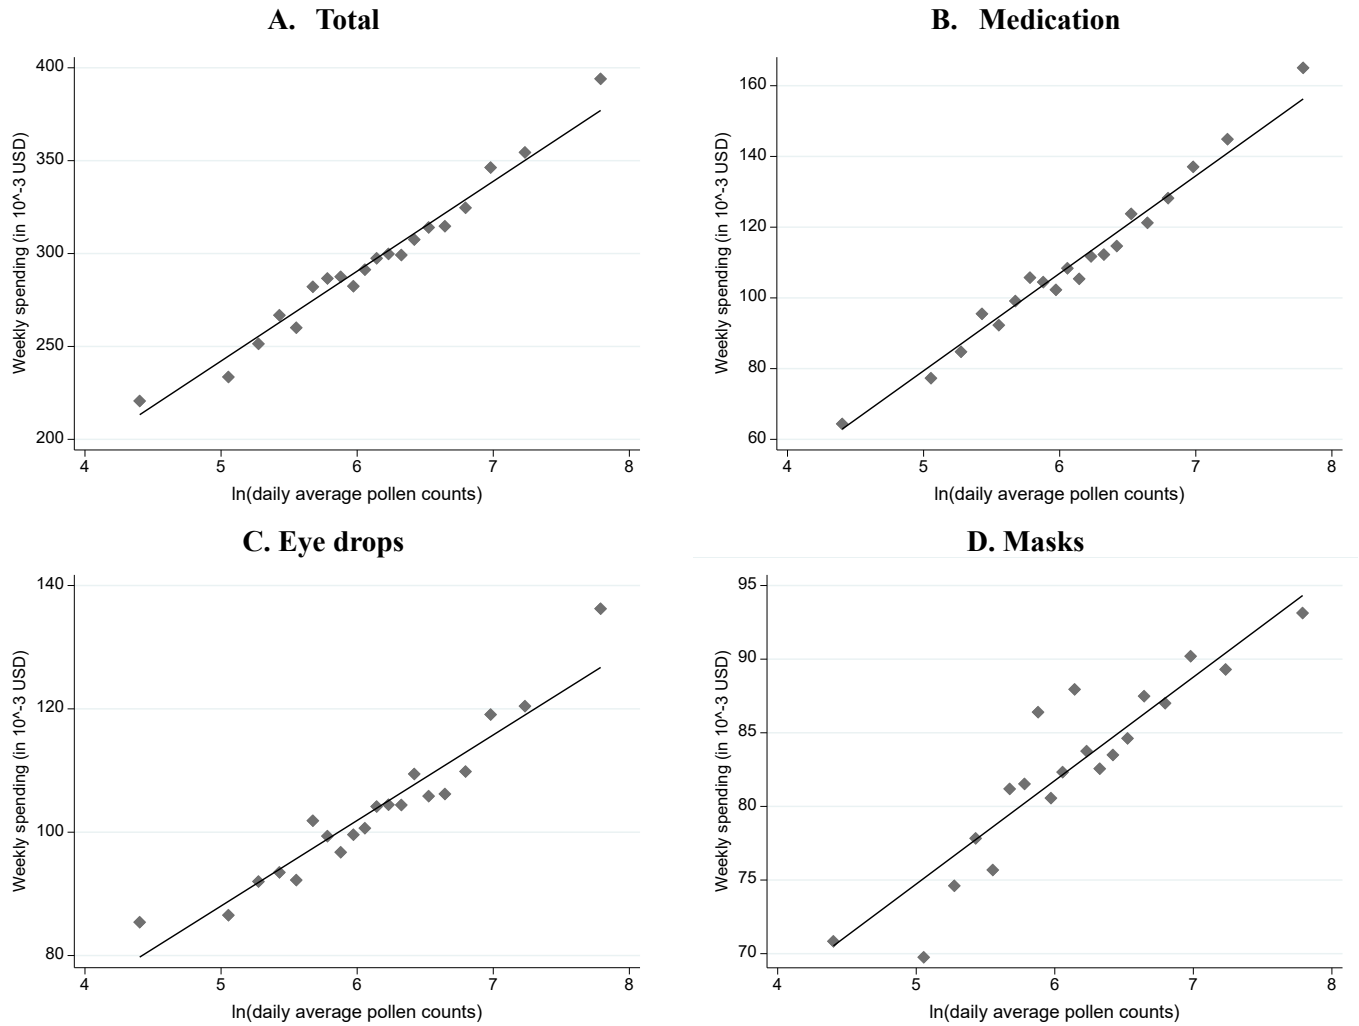 A. Total
400
350
300
250
200
Weekly spending (in 10^-3 USD)
4 5 6 7 8
ln(daily average pollen counts)
B. Medication
160
140
120
100
80
60
Weekly spending (in 10^-3 USD)
4 5 6 7 8
ln(daily average pollen counts)
C. Eye drops
140
120
100
80
Weekly spending (in 10^-3 USD)
4 5 6 7 8
ln(daily average pollen counts)
D. Masks
95
90
85
80
75
70
Weekly spending (in 10^-3 USD)
4 5 6 7 8
ln(daily average pollen counts)